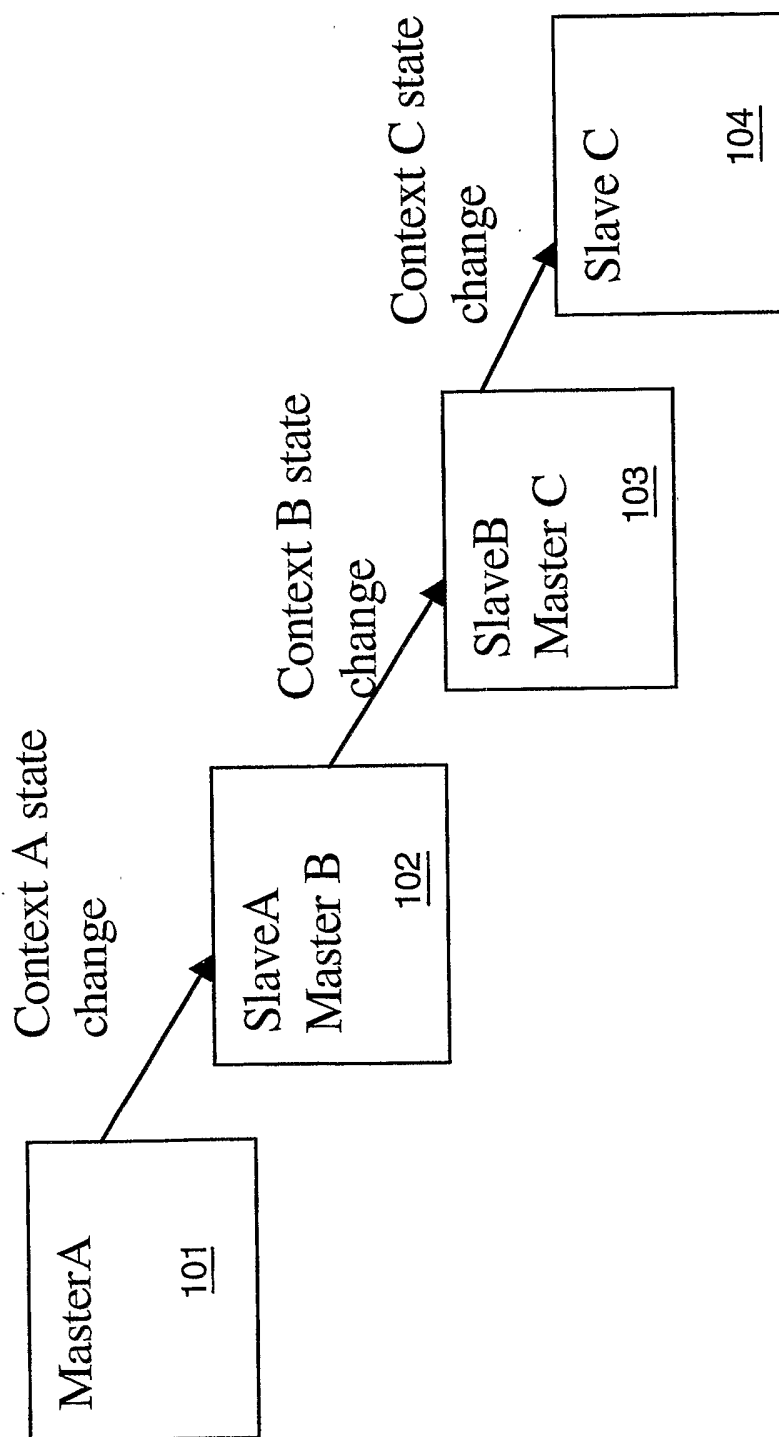 MasterA
101
Context A state
change
SlaveA
Master B
102
Context B state
change
SlaveB
Master C
103
Context C state
change
Slave C
104